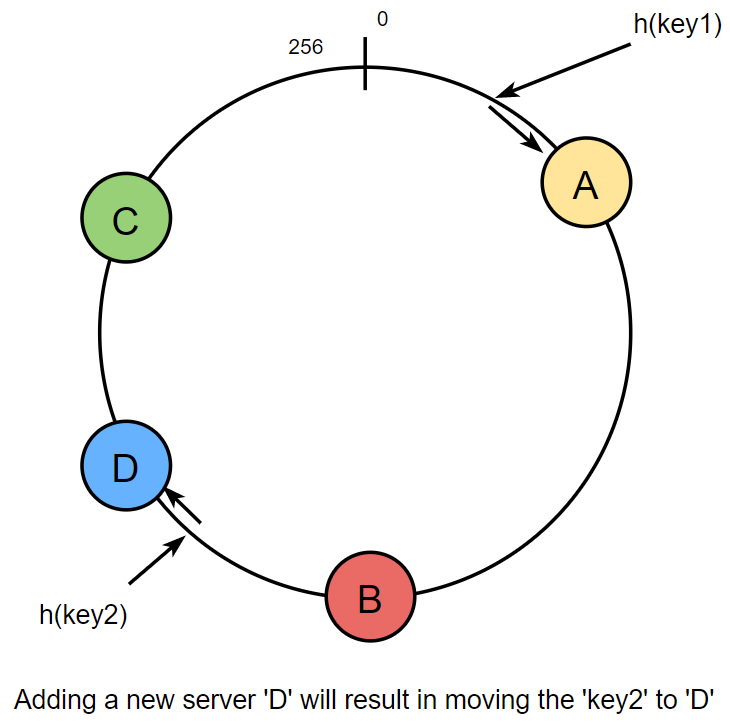 0
256
h(key1)
A
C
D
B
h(key2)
Adding a new server 'D' will result in moving the 'key2' to 'D'